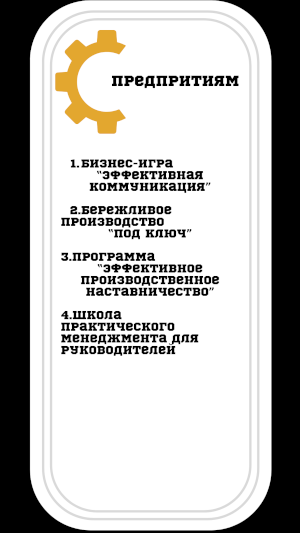 ПРЕДПРИТИЯМ
1.БИЗНЕС-ИГРА
"ЭФФЕКТИВНАЯ
КОММУНИКАЦИЯ"
2.БЕРЕЖЛИВОЕ
ПРОИЗВОДСТВО
"ПОД КЛЮЧ"
3.ПРОГРАММА
"ЭФФЕКТИВНОЕ
ПРОИЗВОДСТВЕННОЕ
НАСТАВНИЧЕСТВО"
4.ШКОЛА
ПРАКТИЧЕСКОГО
МЕНЕДЖМЕНТА ДЛЯ
РУКОВОДИТЕЛЕЙ